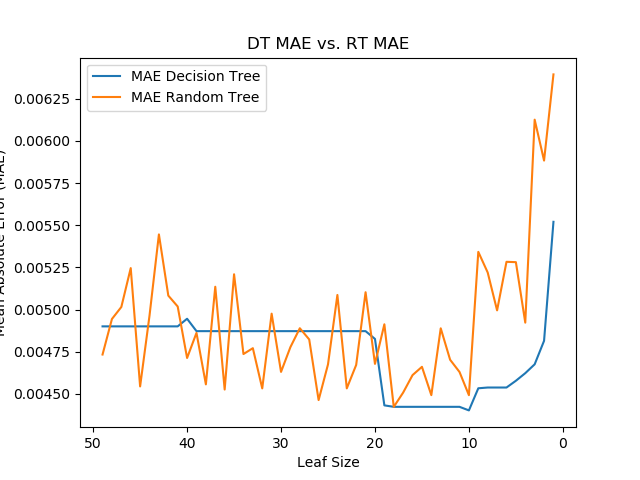 DT MAE vs. RT MAE
MAE Decision Tree
MAE Random Tree
0.00625
0.00600
0.00575
0.00550
0.00525
0.00500
0.00475
0.00450
Mean Absolute Error (MAE)
50 40 30 20 10 0
Leaf Size